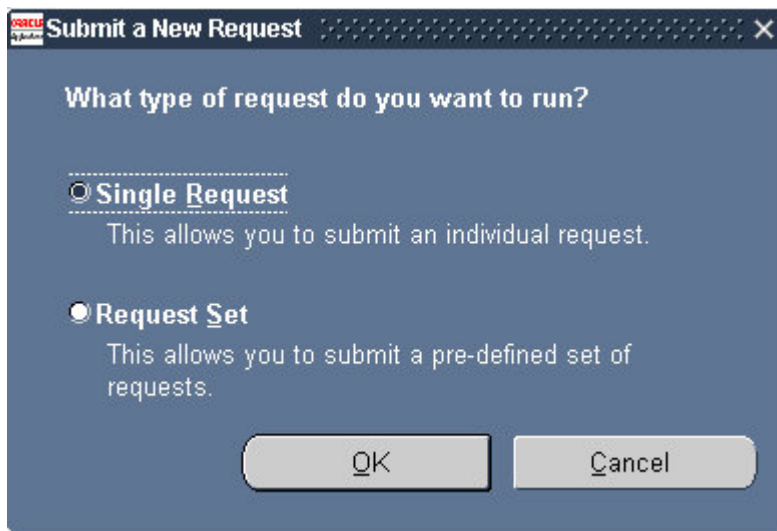 ORACLE
Submit a New Request
What type of request do you want to run?
Single Request
This allows you to submit an individual request.
Request Set
This allows you to submit a pre-defined set of
requests.
OK
Cancel